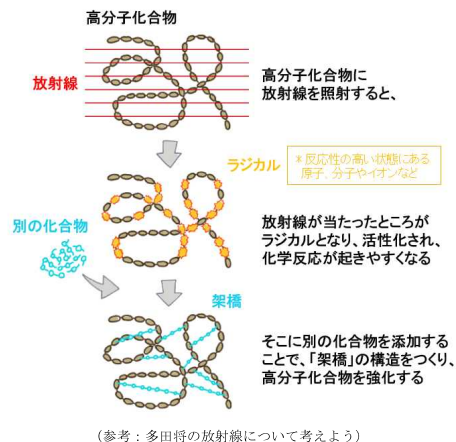 高分子化合物
放射線
高分子化合物に
放射線を照射すると、
ラジカル
*反応性の高い状態にある
原子、分子やイオンなど
別の化合物
放射線が当たったところが
ラジカルとなり、活性化され、
化学反応が起きやすくなる
架橋
そこに別の化合物を添加する
ことで、「架橋」の構造をつくり、
高分子化合物を強化する
(参考：多田将の放射線について考えよう)